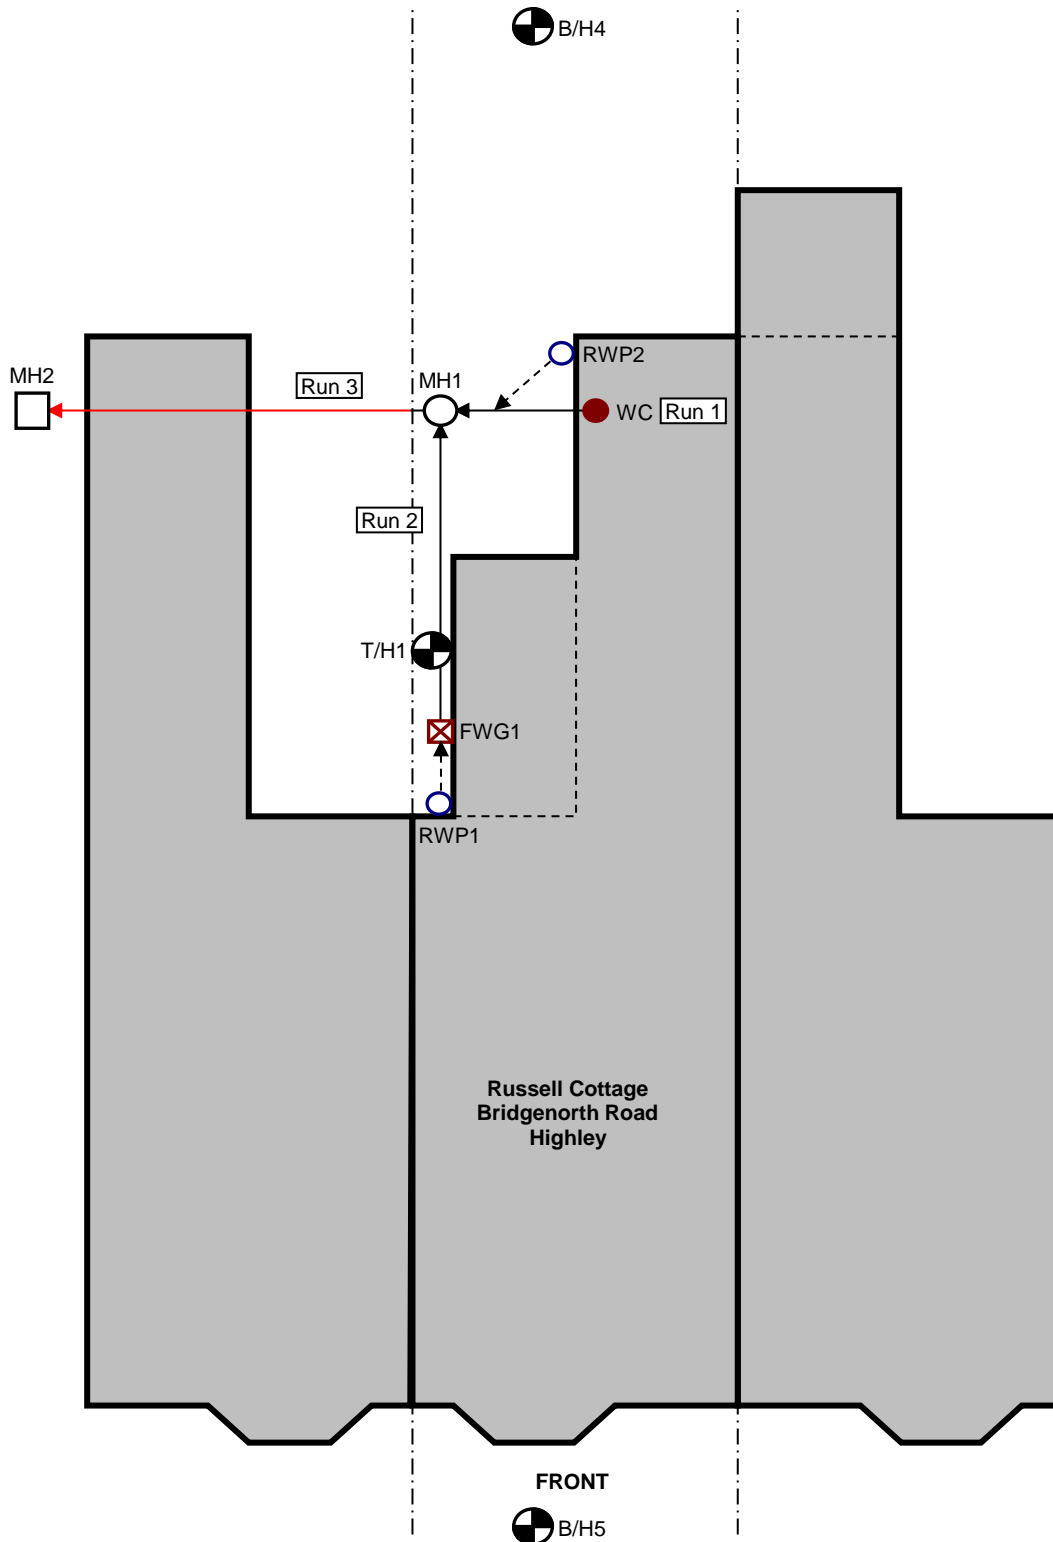 B/H4
RWP2
MH2
Run 3
MH1
WC
Run 1
Run 2
T/H1
FWG1
RWP1
Russell Cottage
Bridgenorth Road
Highley
FRONT
B/H5